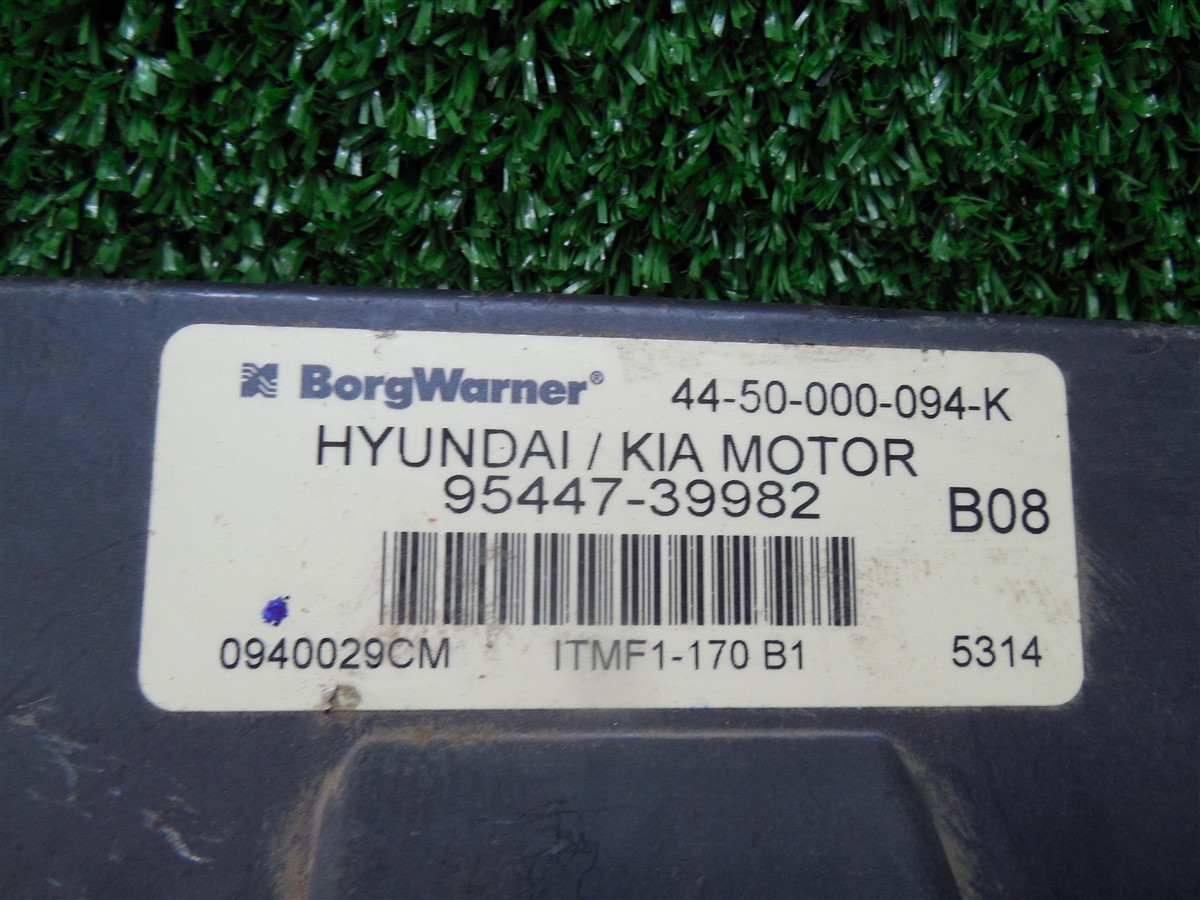 BorgWarner® 44-50-000-094-K
HYUNDAI / KIA MOTOR
95447-39982
B08
0940029CM ITMF1-170 B1 5314